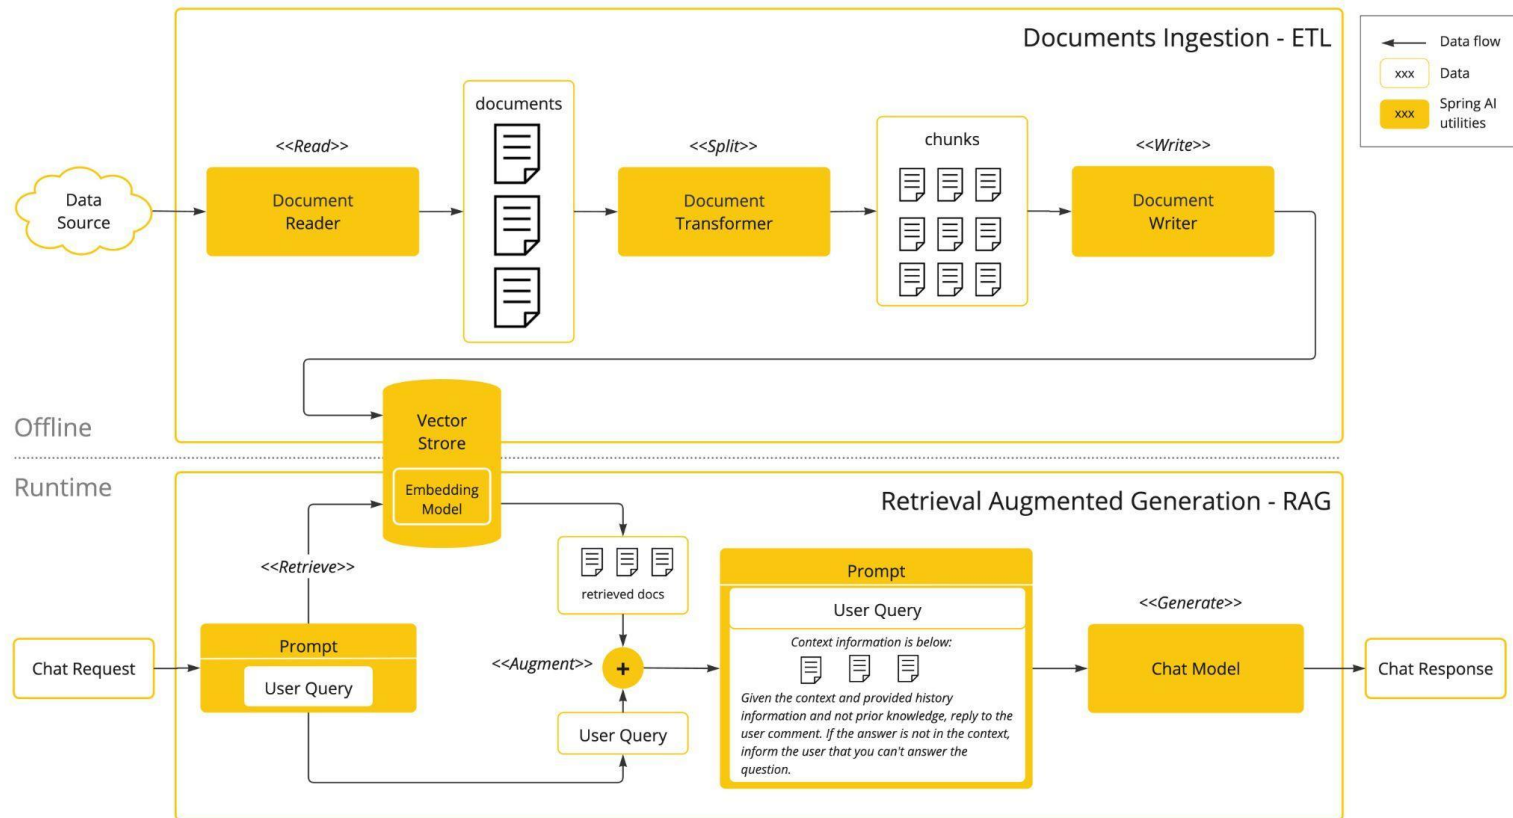 Documents Ingestion - ETL
Data flow
xxx
Data
xxx
Spring AI
utilities
<<Read>>
documents
<<Split>>
chunks
<<Write>>
Data
Source
Document
Reader
Document
Transformer
Document
Writer
Offline
Vector
Strore
Runtime
Embedding
Model
Retrieval Augmented Generation - RAG
<<Retrieve>>
retrieved docs
Chat Request
Prompt
User Query
<<Augment>>
+
User Query
Prompt
User Query
Context information is below:
Given the context and provided history
information and not prior knowledge, reply to the
user comment. If the answer is not in the context,
inform the user that you can't answer the
question.
<<Generate>>
Chat Model
Chat Response